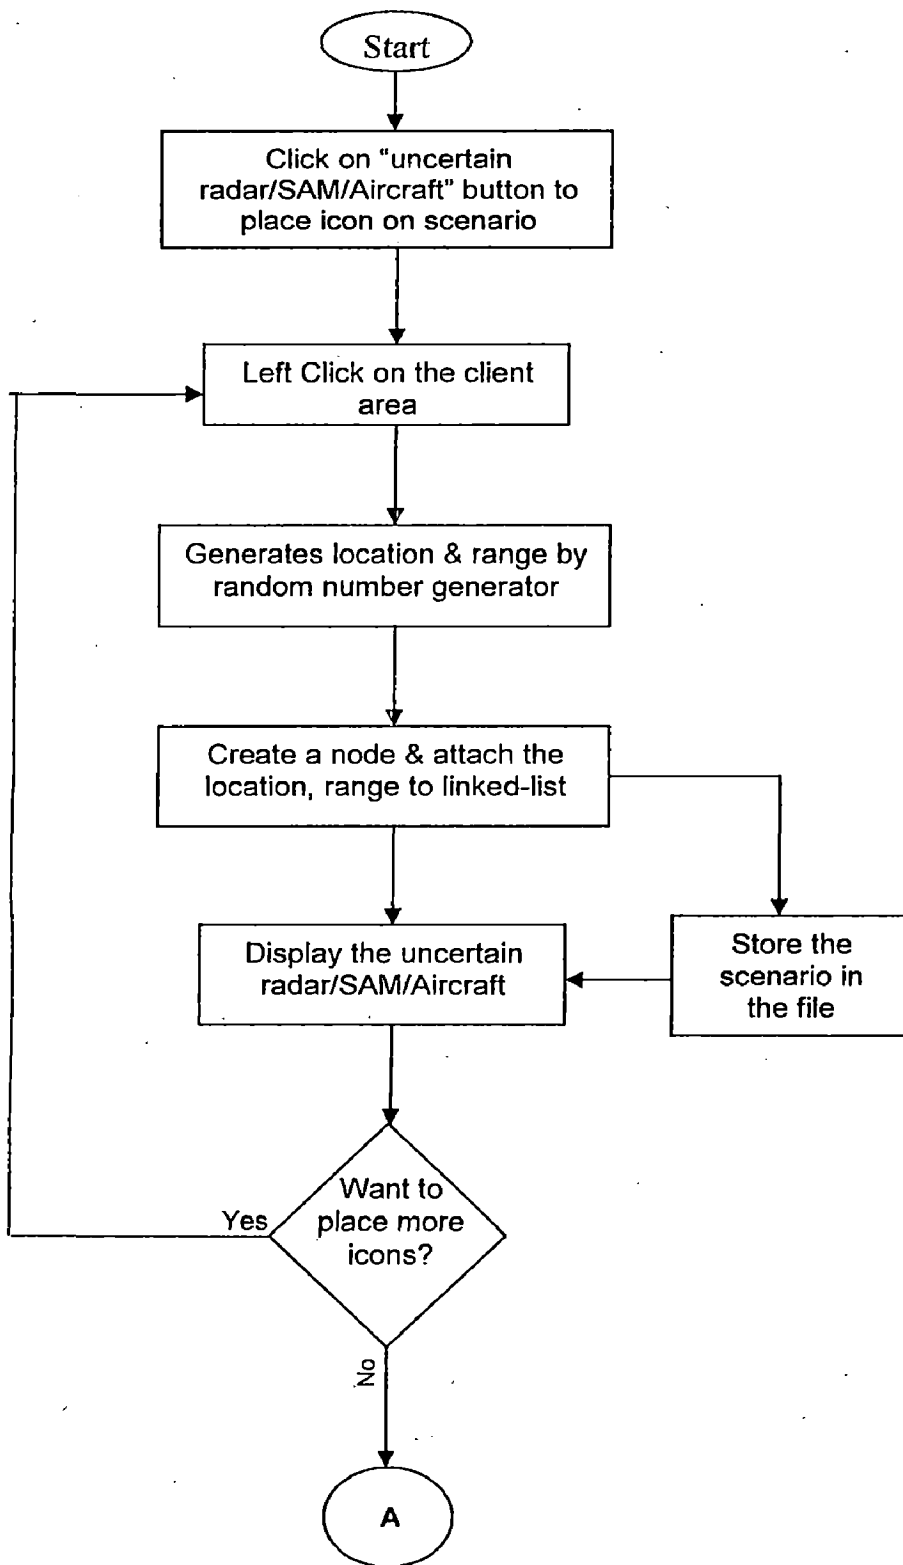 Start
Click on "uncertain
radar/SAM/Aircraft" button to
place icon on scenario
Left Click on the client
area
Generates location & range by
random number generator
Create a node & attach the
location, range to linked-list
Display the uncertain
radar/SAM/Aircraft
Store the
scenario in
the file
Want to
place more
icons?
Yes
No
A